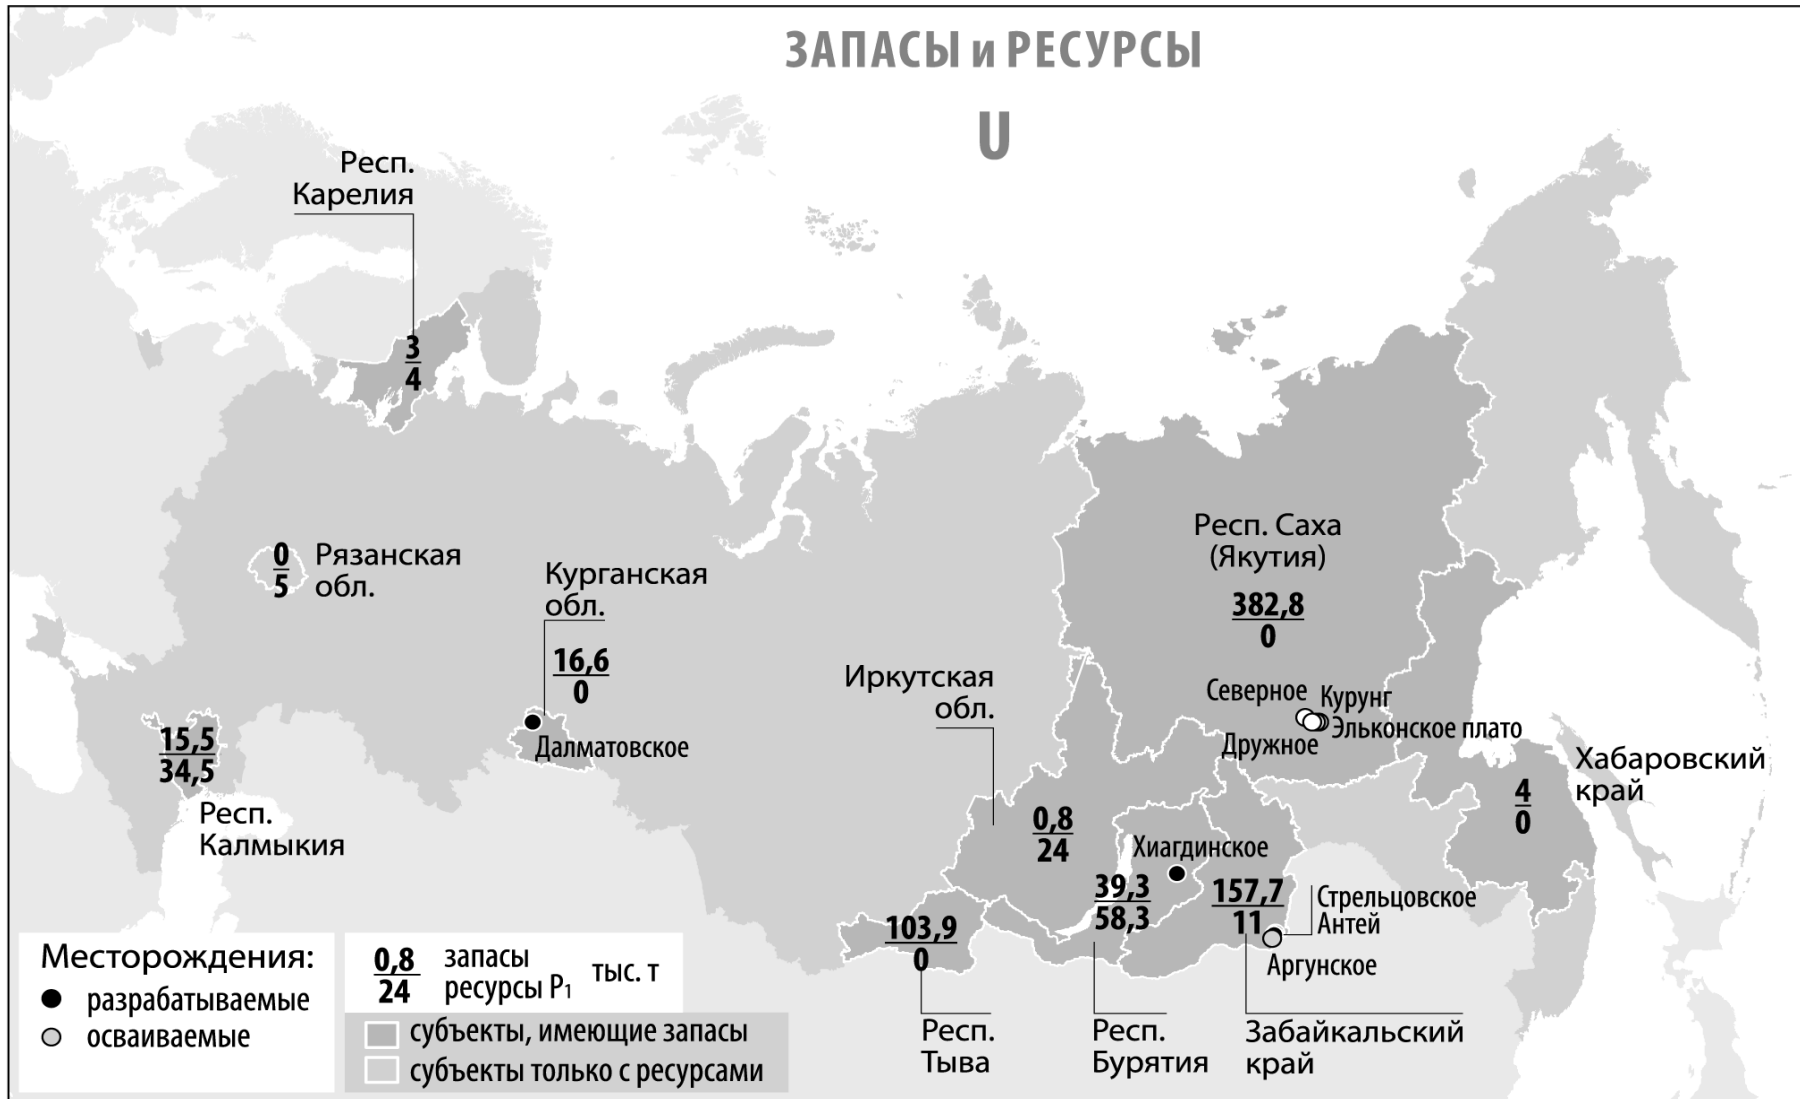 ЗАПАСЫ и РЕСУРСЫ
U
Респ.
Карелия
3
4
0
5
Рязанская
обл.
Курганская
обл.
16,6
0
Далматовское
15,5
34,5
Респ.
Калмыкия
Респ. Саха
(Якутия)
382,8
0
Северное
Курунг
Эльконское плато
Дружное
Иркутская
обл.
0,8
24
Хабаровский
край
4
0
Хиагдинское
39,3
58,3
157,7
11
Стрельцовское
Антей
Аргунское
103,9
0
Респ.
Тыва
Респ.
Бурятия
Забайкальский
край
Месторождения:
разрабатываемые
осваиваемые
0,8
24
запасы
ресурсы P₁
тыс. т
субъекты, имеющие запасы
субъекты только с ресурсами